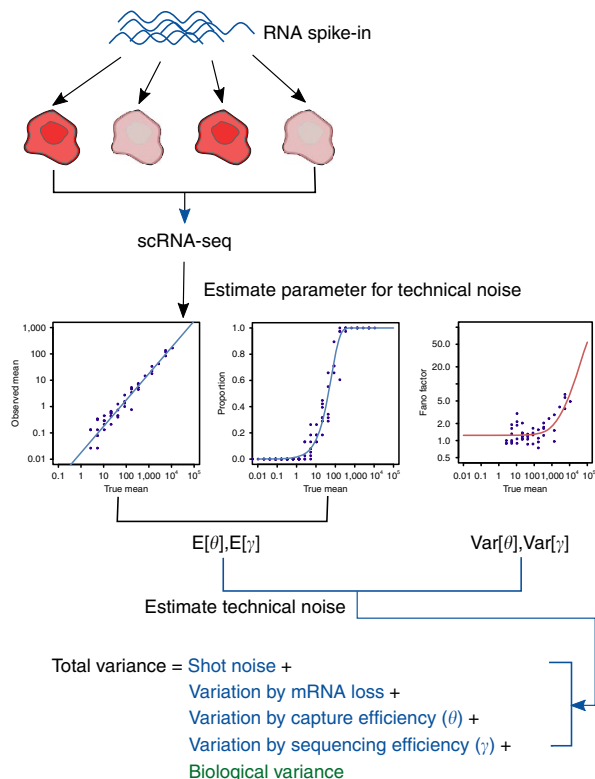 RNA spike-in
scRNA-seq
Estimate parameter for technical noise
1,000
100
10
1
0.1
0.01
Observed mean
0.1 10 100 1,000 10⁵
True mean
1.0
0.8
0.6
0.4
0.2
0.0
Proportion
0.01 0.1 1 10 100 1,000 10⁴ 10⁵
True mean
50.0
20.0
5.0
2.0
1.0
0.5
Fano factor
0.01 0.1 1 10 100 1,000 10⁴ 10⁵
True mean
E[θ],E[γ]
Var[θ],Var[γ]
Estimate technical noise
Total variance = Shot noise +
Variation by mRNA loss +
Variation by capture efficiency (θ) +
Variation by sequencing efficiency (γ) +
Biological variance